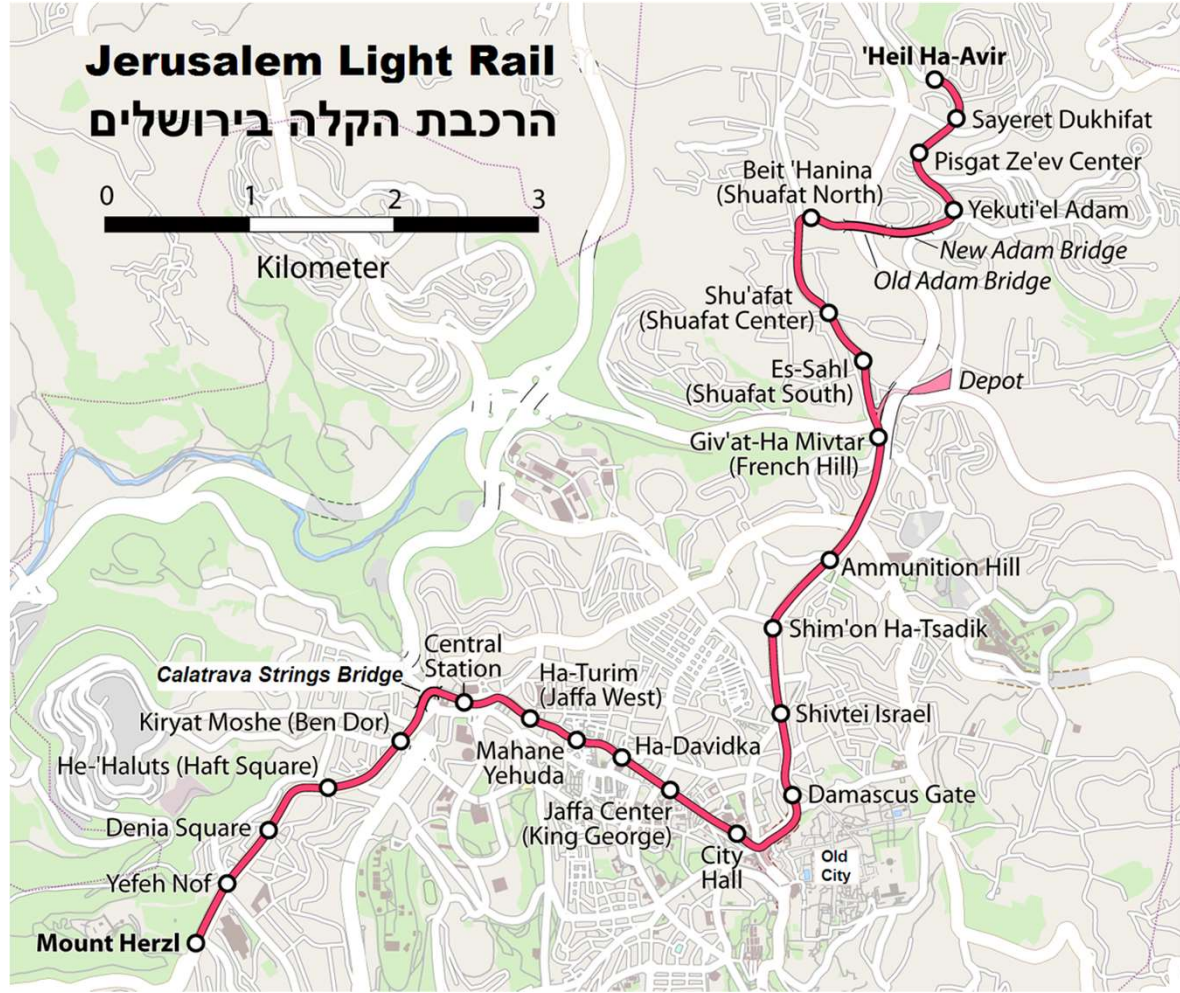 Jerusalem Light Rail
הרכבת הקלה בירושלים
0 1 2 3
Kilometer
'Heil Ha-Avir
Sayeret Dukhifat
Pisgat Ze'ev Center
Beit 'Hanina
(Shuafat North)
Yekuti'el Adam
New Adam Bridge
Old Adam Bridge
Shu'afat
(Shuafat Center)
Es-Sahl
(Shuafat South)
Depot
Giv'at-Ha Mivtar
(French Hill)
Ammunition Hill
Shim'on Ha-Tsadik
Central
Station
Calatrava Strings Bridge
Ha-Turim
(Jaffa West)
Shivtei Israel
Kiryat Moshe (Ben Dor)
Mahane
Yehuda
Ha-Davidka
He-'Haluts (Haft Square)
Damascus Gate
Jaffa Center
(King George)
Denia Square
City
Hall
Old
City
Yefeh Nof
Mount Herzl